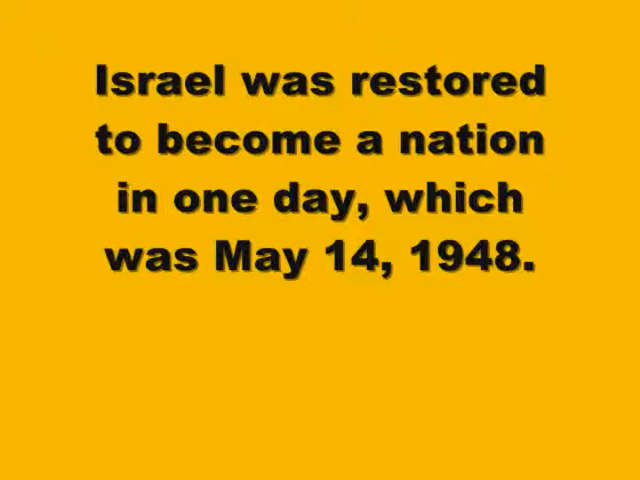 Israel was restored
to become a nation
in one day, which
was May 14, 1948.